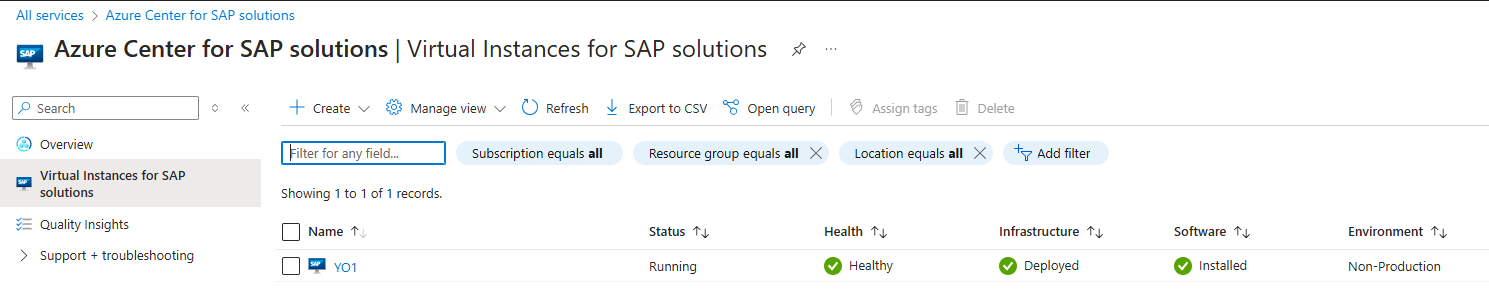 All services > Azure Center for SAP solutions
SAP Azure Center for SAP solutions | Virtual Instances for SAP solutions ...
Search
Create Manage view Refresh Export to CSV Open query Assign tags Delete
Overview
Virtual Instances for SAP
solutions
Quality Insights
Support + troubleshooting
Filter for any field... Subscription equals all Resource group equals all Location equals all Add filter
Showing 1 to 1 of 1 records.
Name Status Health Infrastructure Software Environment
SAP YO1 Running Healthy Deployed Installed Non-Production